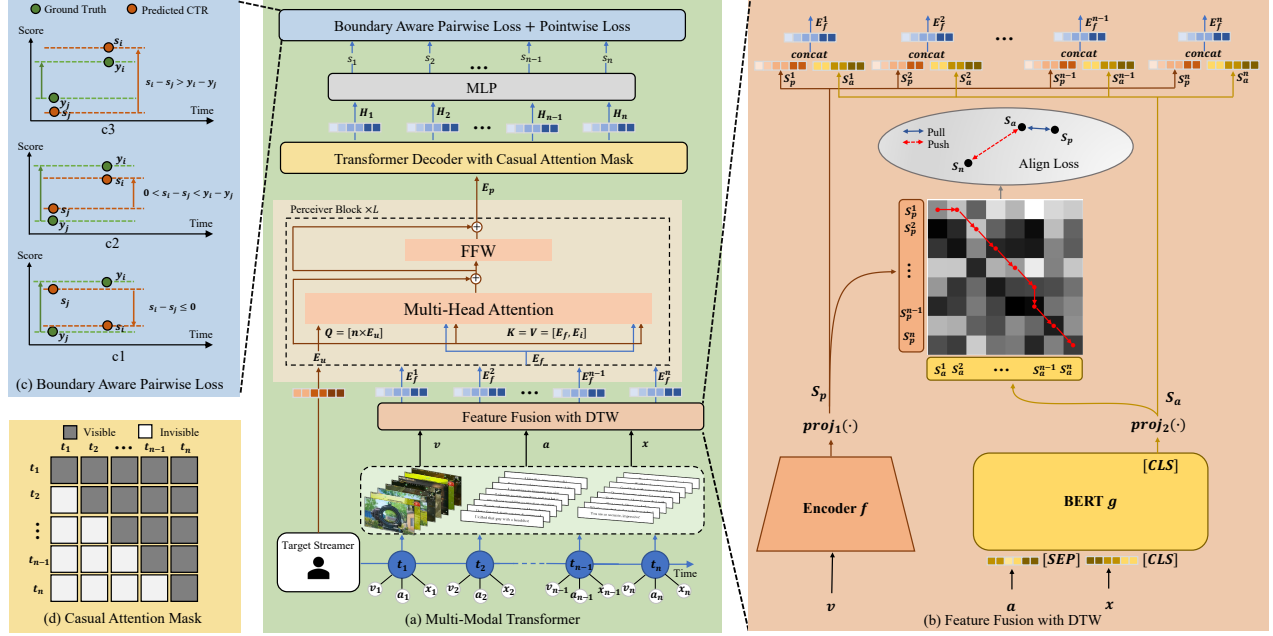 Ground Truth
Predicted CTR
Score
s_i
y_i
s_i − s_j > y_i − y_j
y_j
s_j
Time
c3
Score
y_i
s_i
0 < s_i − s_j < y_i − y_j
s_j
y_j
Time
c2
Score
y_i
s_j
s_i − s_j ≤ 0
s_i
y_j
Time
c1
(c) Boundary Aware Pairwise Loss
Visible
Invisible
t_1 t_2 ••• t_{n−1} t_n
t_1
t_2
⋮
t_{n−1}
t_n
(d) Casual Attention Mask
Boundary Aware Pairwise Loss + Pointwise Loss
s_1 s_2 ... s_{n−1} s_n
MLP
H_1 H_2 ... H_{n−1} H_n
Transformer Decoder with Casual Attention Mask
E_p
Perceiver Block ×L
FFW
Multi-Head Attention
Q = [n×E_u]
K = V = [E_f, E_i]
E_u
E_f
E_f^1 E_f^2 ... E_f^{n−1} E_f^n
Feature Fusion with DTW
v a x
Target Streamer
t_1 t_2 t_{n−1} t_n
Time
v_1 a_1 x_1 v_2 a_2 x_2 v_{n−1} a_{n−1} x_{n−1} v_n a_n x_n
(a) Multi-Modal Transformer
E_f^1 E_f^2 ... E_f^{n−1} E_f^n
concat concat concat concat
S_p^1 S_a^1 S_p^2 S_a^2 S_p^{n−1} S_a^{n−1} S_p^n S_a^n
Pull
Push
S_a
S_p
S_n
Align Loss
S_p^1
S_p^2
⋮
S_p^{n−1}
S_p^n
S_a^1 S_a^2 ... S_a^{n−1} S_a^n
S_p
S_a
proj_1(·)
proj_2(·)
[CLS]
Encoder f
BERT g
[SEP]
[CLS]
v
a
x
(b) Feature Fusion with DTW